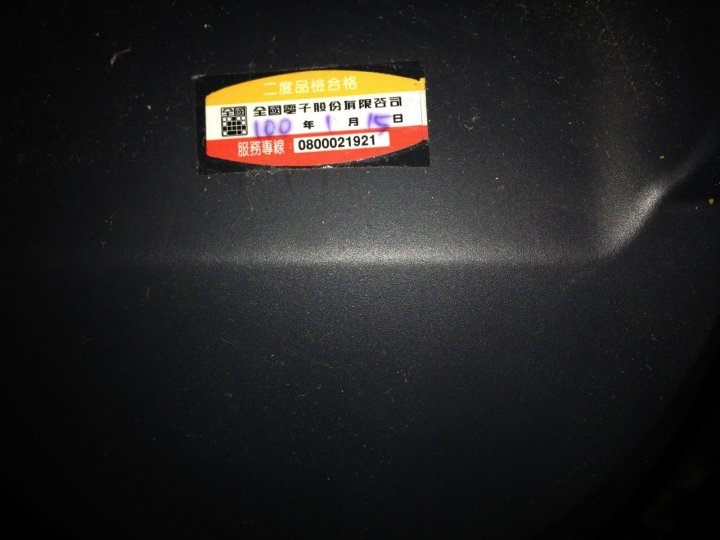 二度品檢合格
全國
全國電子股份有限公司
100 年 1 月 15 日
服務專線: 0800021921